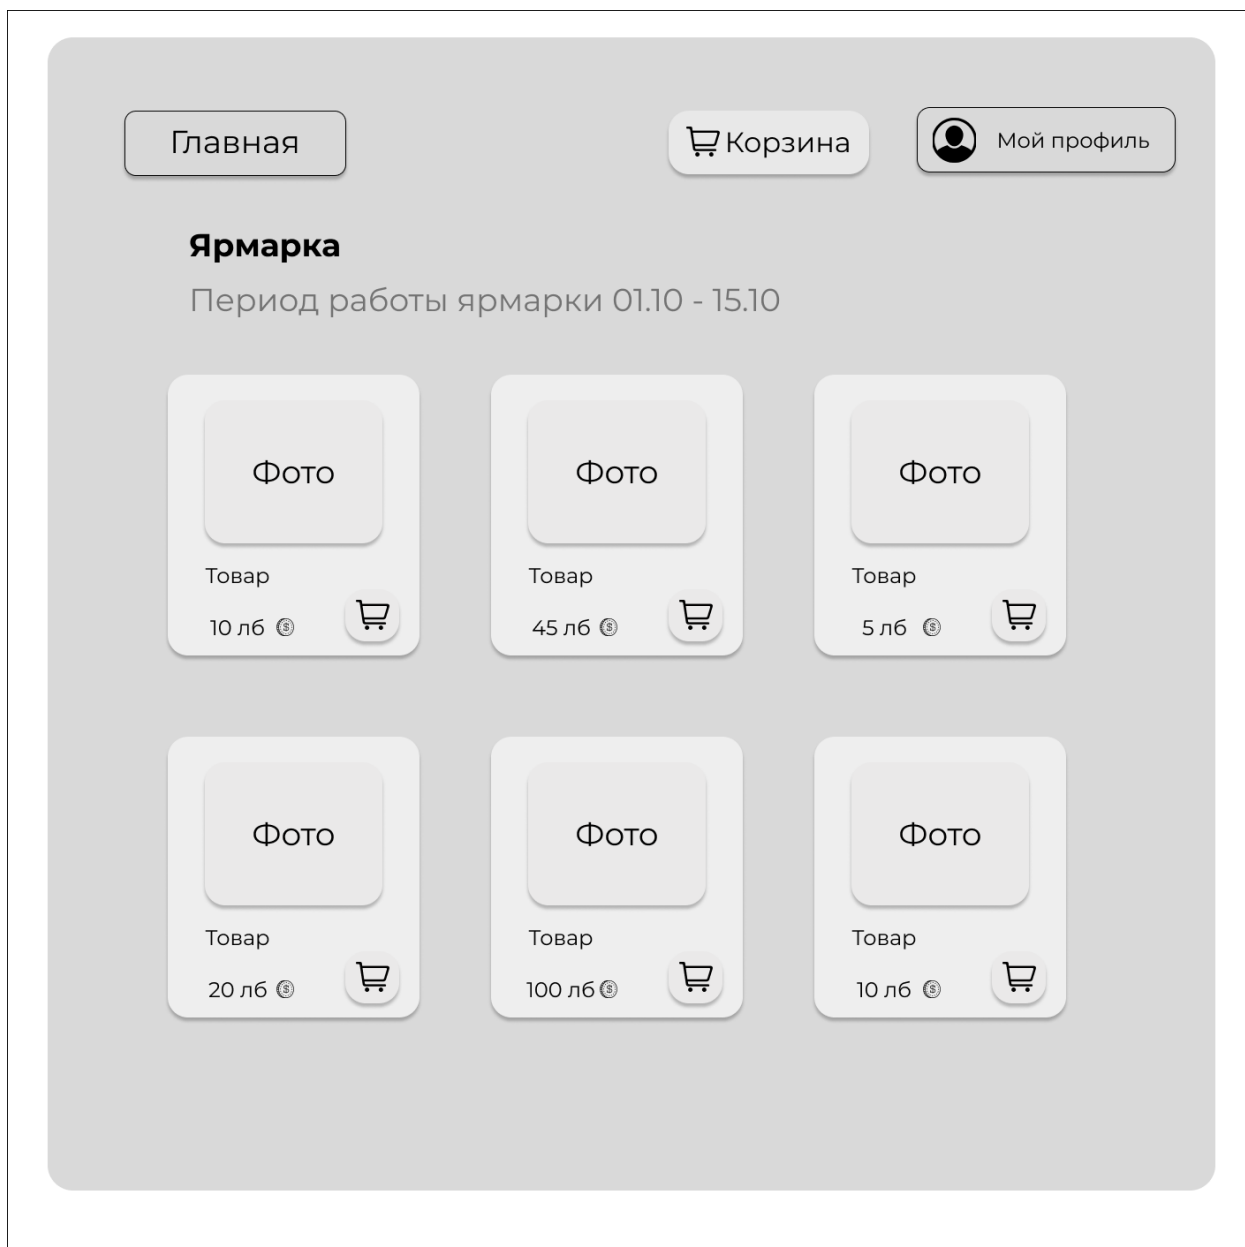 Главная
Корзина
Мой профиль
Ярмарка
Период работы ярмарки 01.10 - 15.10
Фото
Фото
Фото
Товар
Товар
Товар
10 лб $
45 лб $
5 лб $
Фото
Фото
Фото
Товар
Товар
Товар
20 лб $
100 лб $
10 лб $